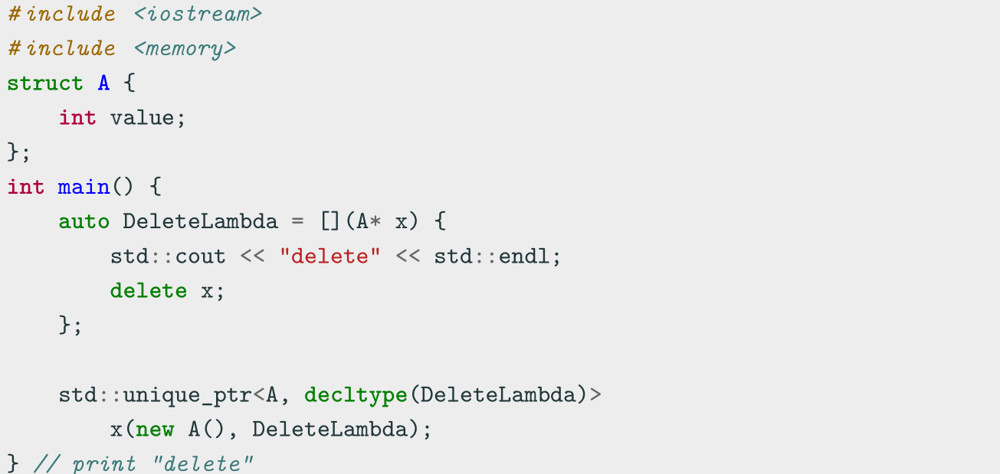 #include <iostream>
#include <memory>
struct A {
    int value;
};
int main() {
    auto DeleteLambda = [](A* x) {
        std::cout << "delete" << std::endl;
        delete x;
    };

    std::unique_ptr<A, decltype(DeleteLambda)>
        x(new A(), DeleteLambda);
} // print "delete"